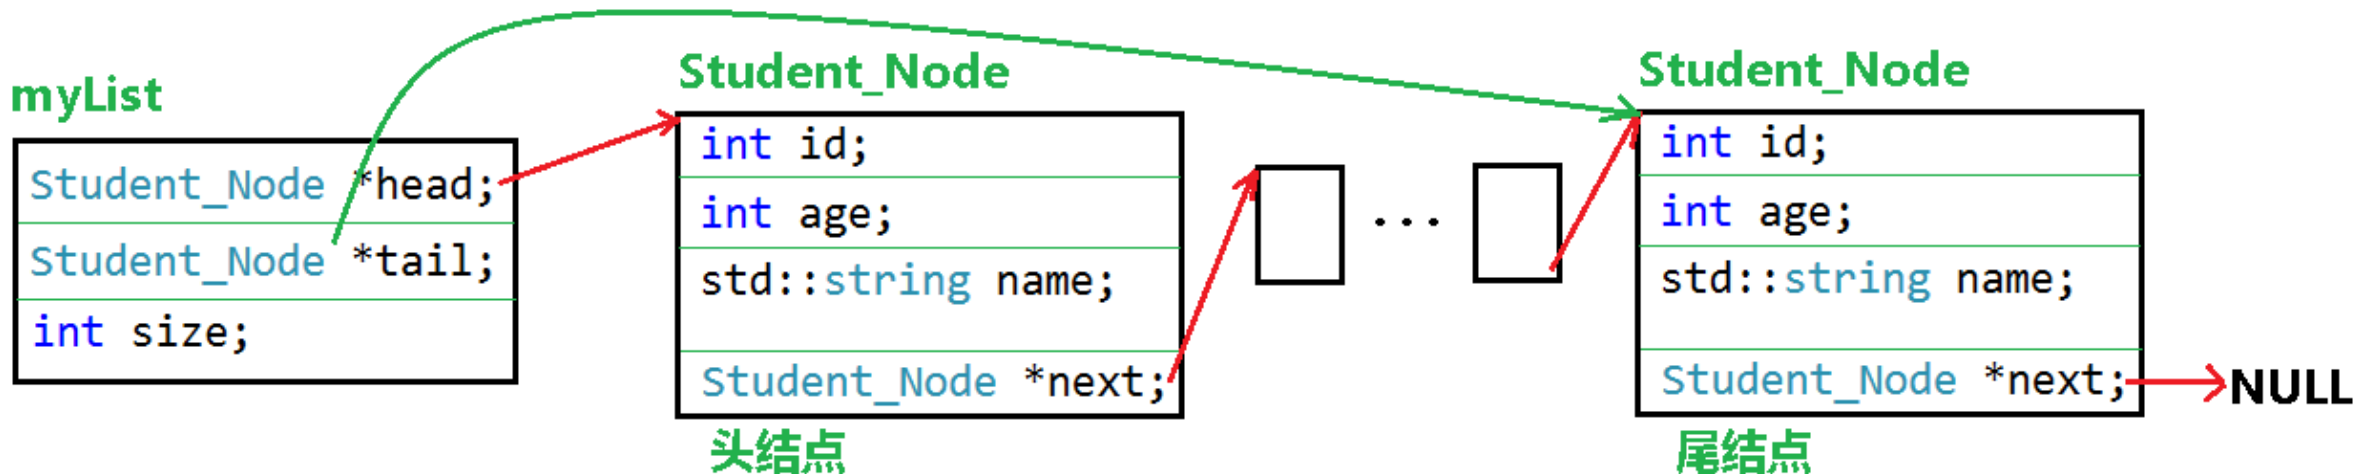 myList
Student_Node *head;
Student_Node *tail;
int size;
Student_Node
int id;
int age;
std::string name;
Student_Node *next;
头结点
...
Student_Node
int id;
int age;
std::string name;
Student_Node *next;
尾结点
NULL